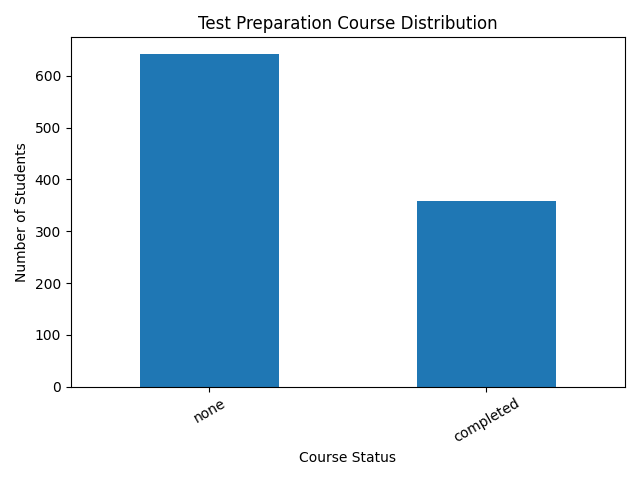 Test Preparation Course Distribution
Number of Students
600
500
400
300
200
100
0
none
completed
Course Status